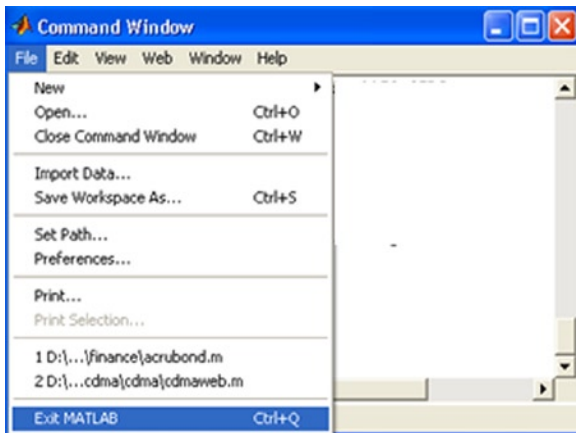 Command Window
File Edit View Web Window Help
New
Open... Ctrl+O
Close Command Window Ctrl+W
Import Data...
Save Workspace As... Ctrl+S
Set Path...
Preferences...
Print...
Print Selection...
1 D:\...\finance\acrubond.m
2 D:\...cdma\cdma\cdmaweb.m
Exit MATLAB Ctrl+Q